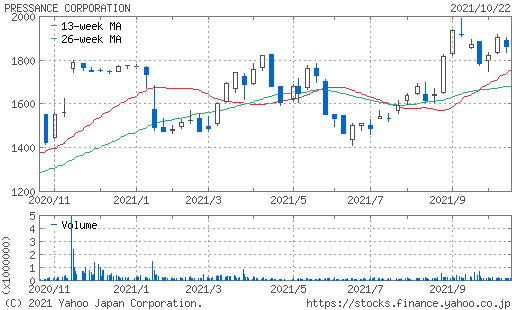 PRESSANCE CORPORATION 2021/10/22
2000
13-week MA
26-week MA
1800
1600
1400
1200
2020/11 2021/1 2021/3 2021/5 2021/7 2021/9
5
Volume
4
3
2
1
0
(x1000000)
2020/11 2021/1 2021/3 2021/5 2021/7 2021/9
(C) 2021 Yahoo Japan Corporation. https://stocks.finance.yahoo.co.jp/